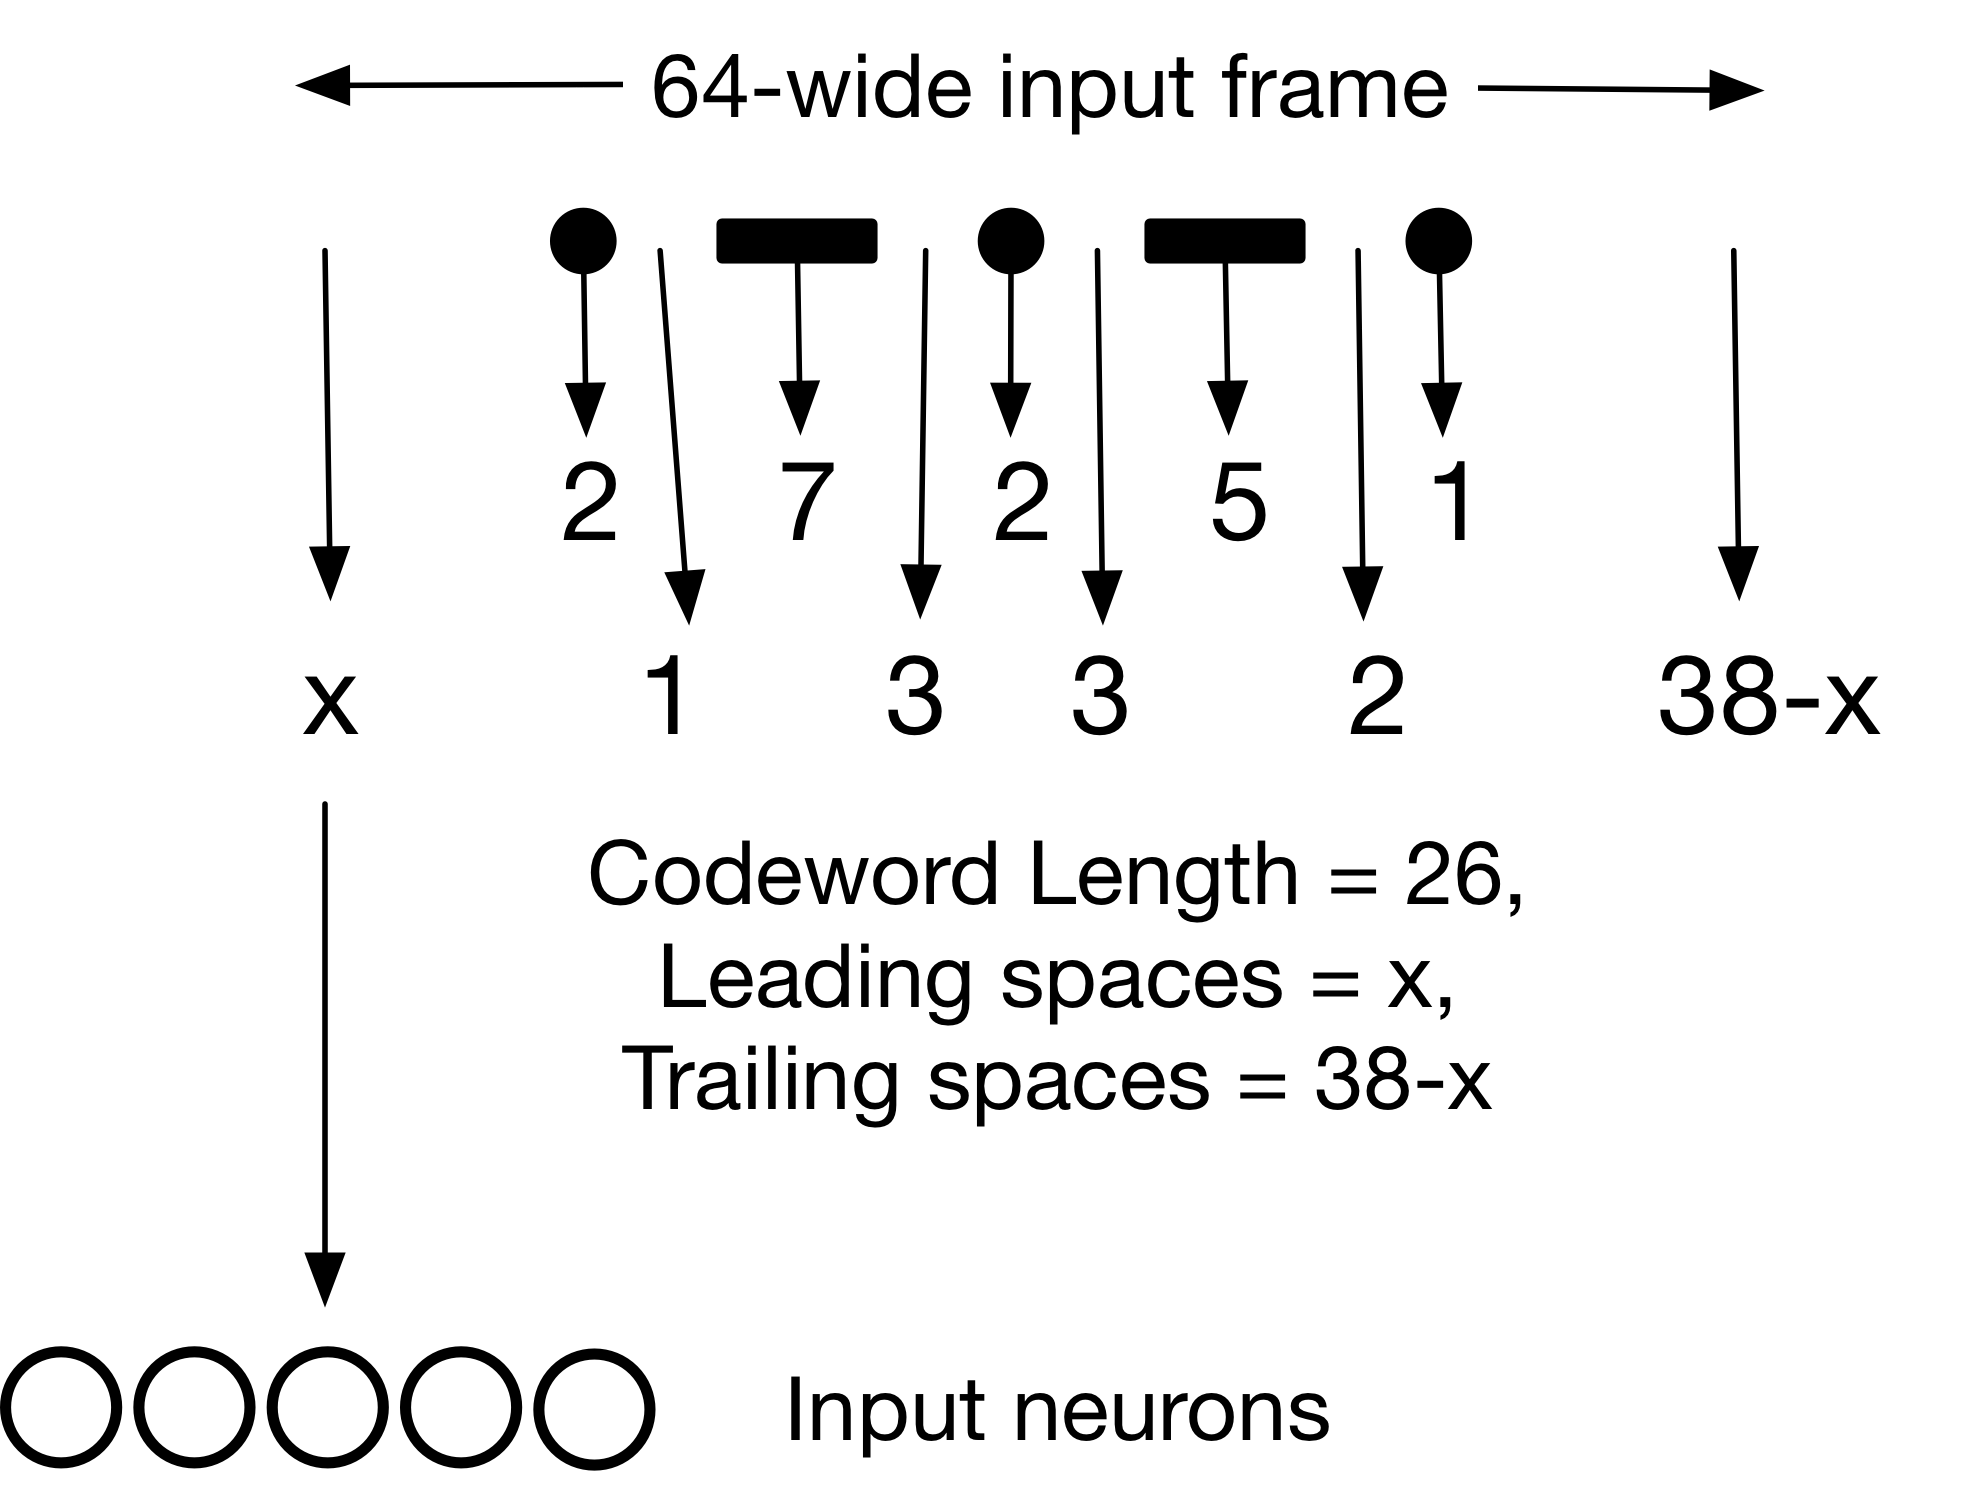 64-wide input frame
2 7 2 5 1
x 1 3 3 2 38-x
Codeword Length = 26,
Leading spaces = x,
Trailing spaces = 38-x
Input neurons